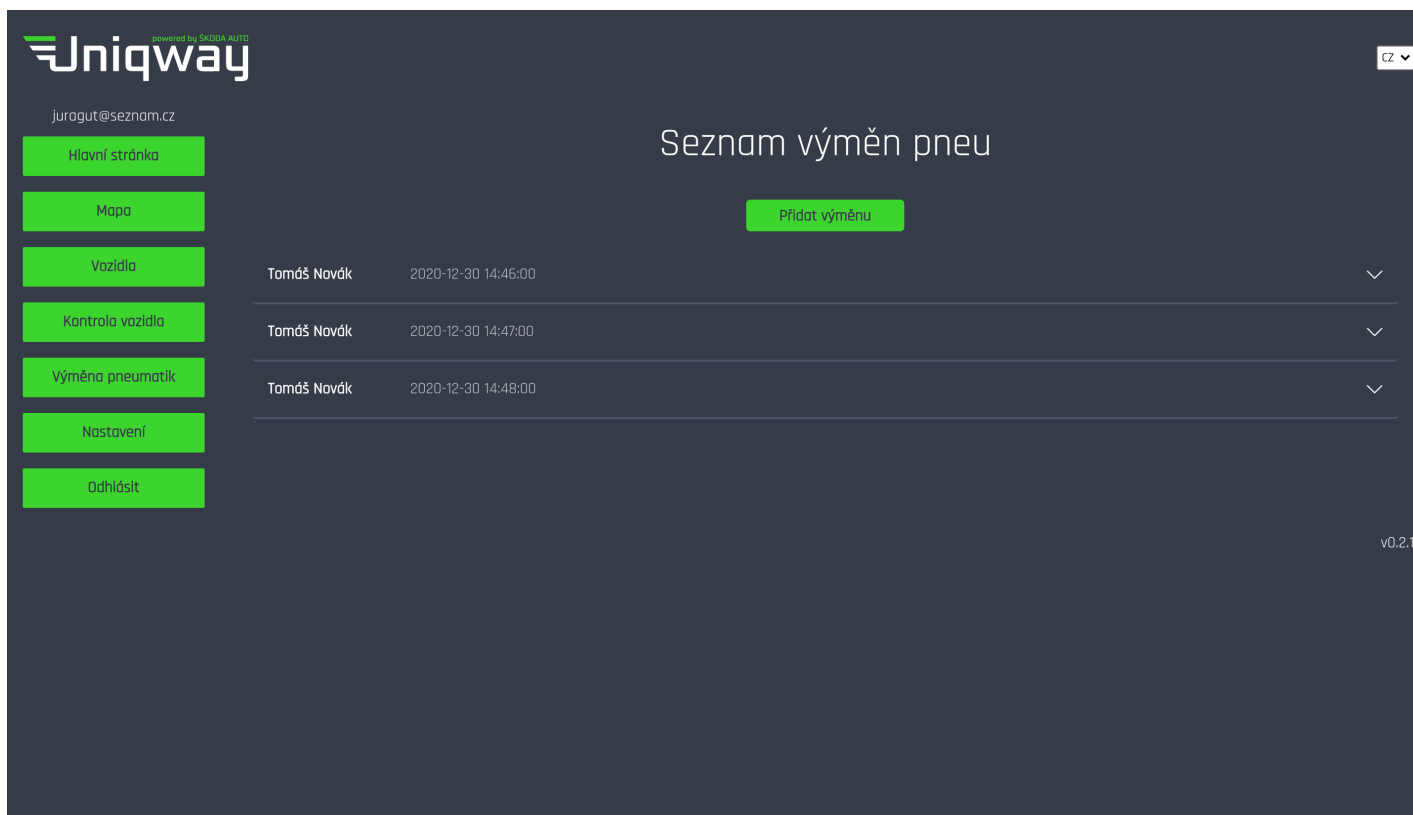 powered by ŠKODA AUTO
Uniqway
CZ
juragut@seznam.cz
Hlavní stránka
Mapa
Vozidla
Kontrola vozidla
Výměna pneumatik
Nastavení
Odhlásit
Seznam výměn pneu
Přidat výměnu
Tomáš Novák 2020-12-30 14:46:00
Tomáš Novák 2020-12-30 14:47:00
Tomáš Novák 2020-12-30 14:48:00
v0.2.1